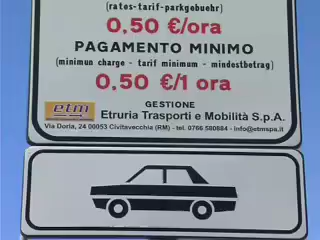 (rates-tarif-parkgebuehr)
0,50 €/ora
PAGAMENTO MINIMO
(minimun charge - tarif minimum - mindestbetrag)
0,50 €/1 ora
GESTIONE
etm
Etruria Trasporti e Mobilità S.p.A.
Via Doria, 24 00053 Civitavecchia (RM) - tel. 0766 580884 - info@etmspa.it